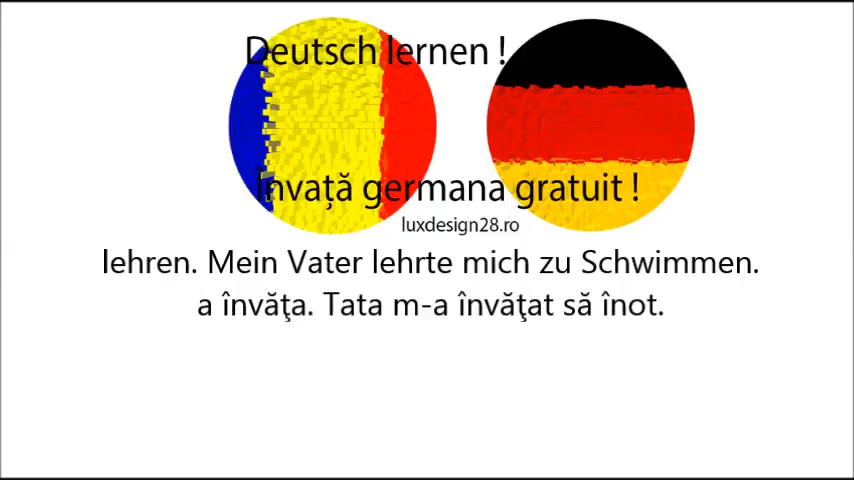 Deutsch lernen !
Învață germana gratuit !
luxdesign28.ro
lehren. Mein Vater lehrte mich zu Schwimmen.
a învăţa. Tata m-a învăţat să înot.